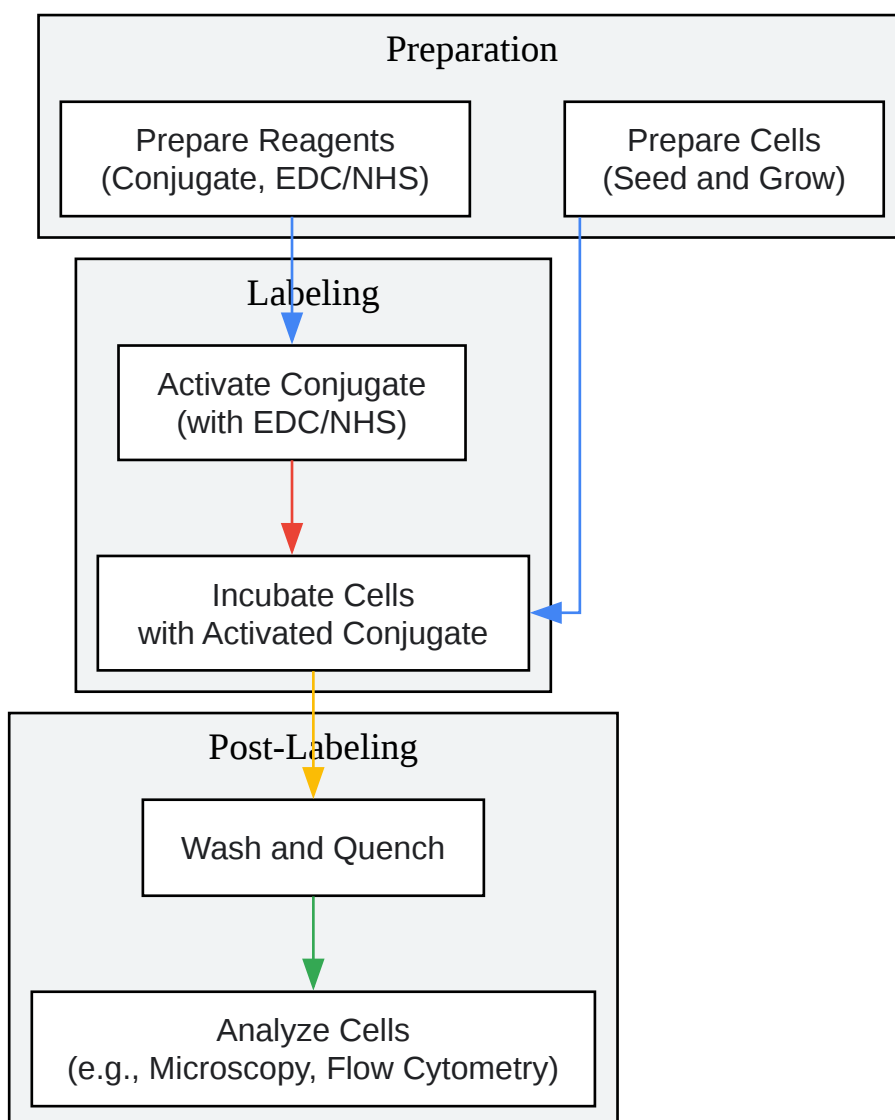 Preparation
Prepare Reagents
(Conjugate, EDC/NHS)
Prepare Cells
(Seed and Grow)
Labeling
Activate Conjugate
(with EDC/NHS)
Incubate Cells
with Activated Conjugate
Post-Labeling
Wash and Quench
Analyze Cells
(e.g., Microscopy, Flow Cytometry)